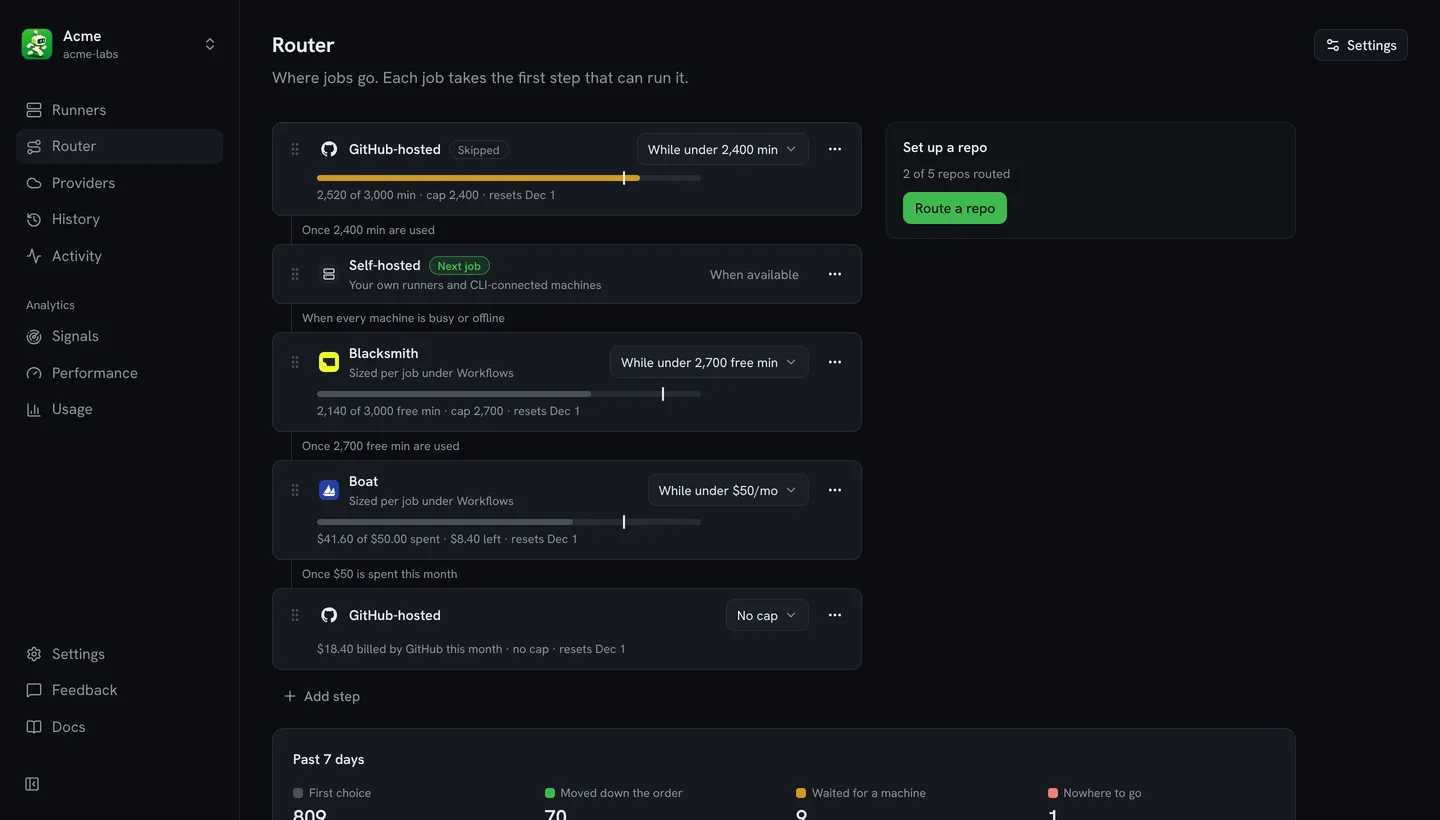 Acme
acme-labs
Runners
Router
Providers
History
Activity
Analytics
Signals
Performance
Usage
Settings
Feedback
Docs
Router
Where jobs go. Each job takes the first step that can run it.
Settings
GitHub-hosted Skipped While under 2,400 min
2,520 of 3,000 min · cap 2,400 · resets Dec 1
Once 2,400 min are used
Self-hosted Next job
Your own runners and CLI-connected machines
When available
When every machine is busy or offline
Blacksmith
Sized per job under Workflows
While under 2,700 free min
2,140 of 3,000 free min · cap 2,700 · resets Dec 1
Once 2,700 free min are used
Boat
Sized per job under Workflows
While under $50/mo
$41.60 of $50.00 spent · $8.40 left · resets Dec 1
Once $50 is spent this month
GitHub-hosted No cap
$18.40 billed by GitHub this month · no cap · resets Dec 1
Add step
Set up a repo
2 of 5 repos routed
Route a repo
Past 7 days
First choice
809
Moved down the order
70
Waited for a machine
9
Nowhere to go
1